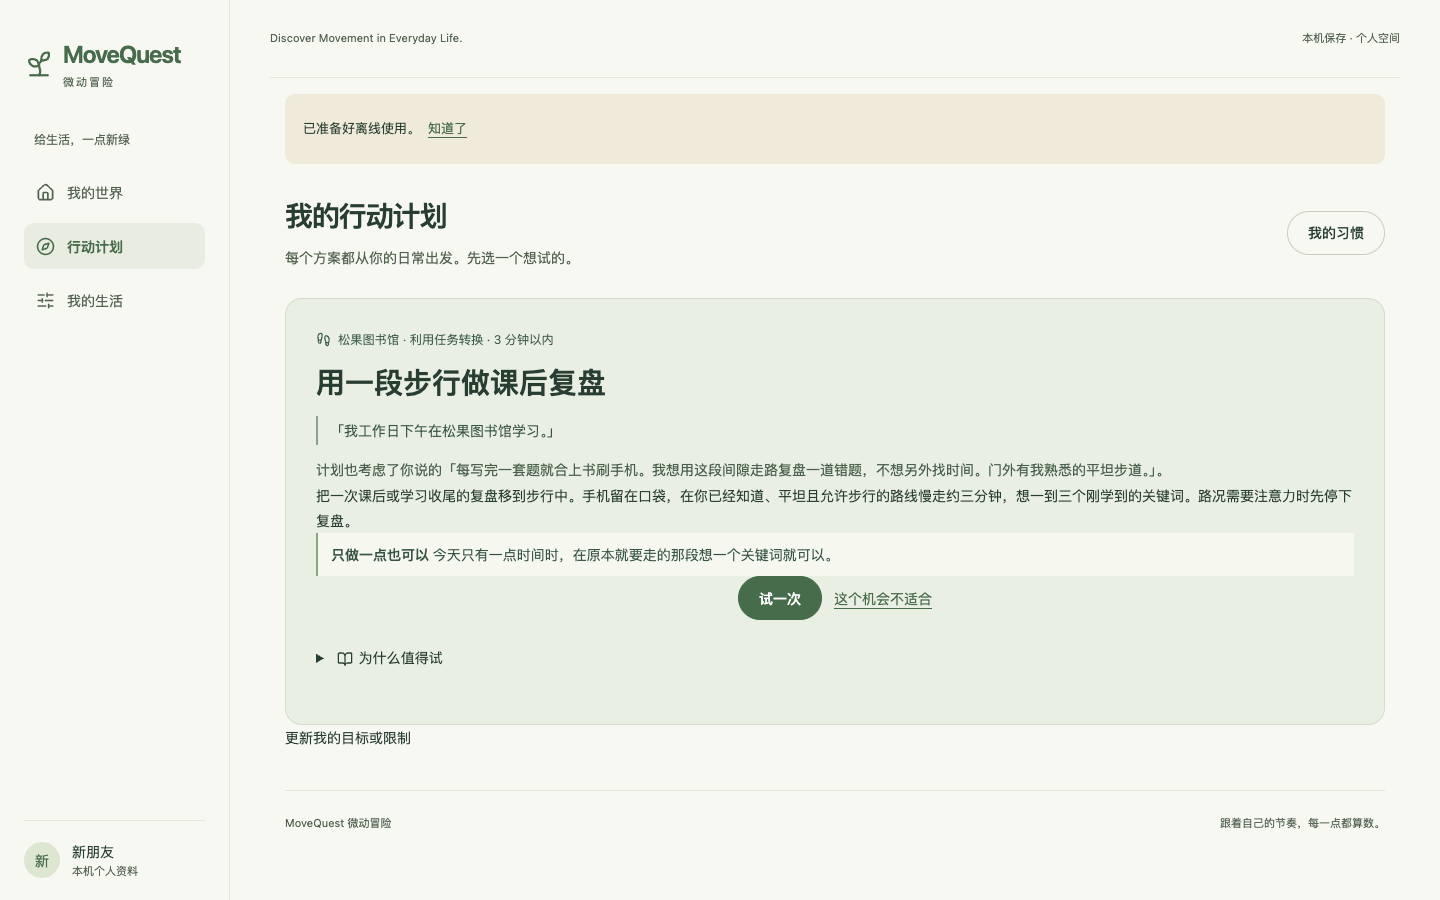 MoveQuest
微动冒险
给生活，一点新绿
我的世界
行动计划
我的生活
新
新朋友
本机个人资料
Discover Movement in Everyday Life.
本机保存 · 个人空间
已准备好离线使用。 知道了
我的行动计划
每个方案都从你的日常出发。先选一个想试的。
我的习惯
松果图书馆 · 利用任务转换 · 3 分钟以内
用一段步行做课后复盘
「我工作日下午在松果图书馆学习。」
计划也考虑了你说的「每写完一套题就合上书刷手机。我想用这段间隙走路复盘一道错题，不想另外找时间。门外有我熟悉的平坦步道。」。
把一次课后或学习收尾的复盘移到步行中。手机留在口袋，在你已经知道、平坦且允许步行的路线慢走约三分钟，想一到三个刚学到的关键词。路况需要注意力时先停下
复盘。
只做一点也可以 今天只有一点时间时，在原本就要走的那段想一个关键词就可以。
试一次
这个机会不适合
为什么值得试
更新我的目标或限制
MoveQuest 微动冒险
跟着自己的节奏，每一点都算数。